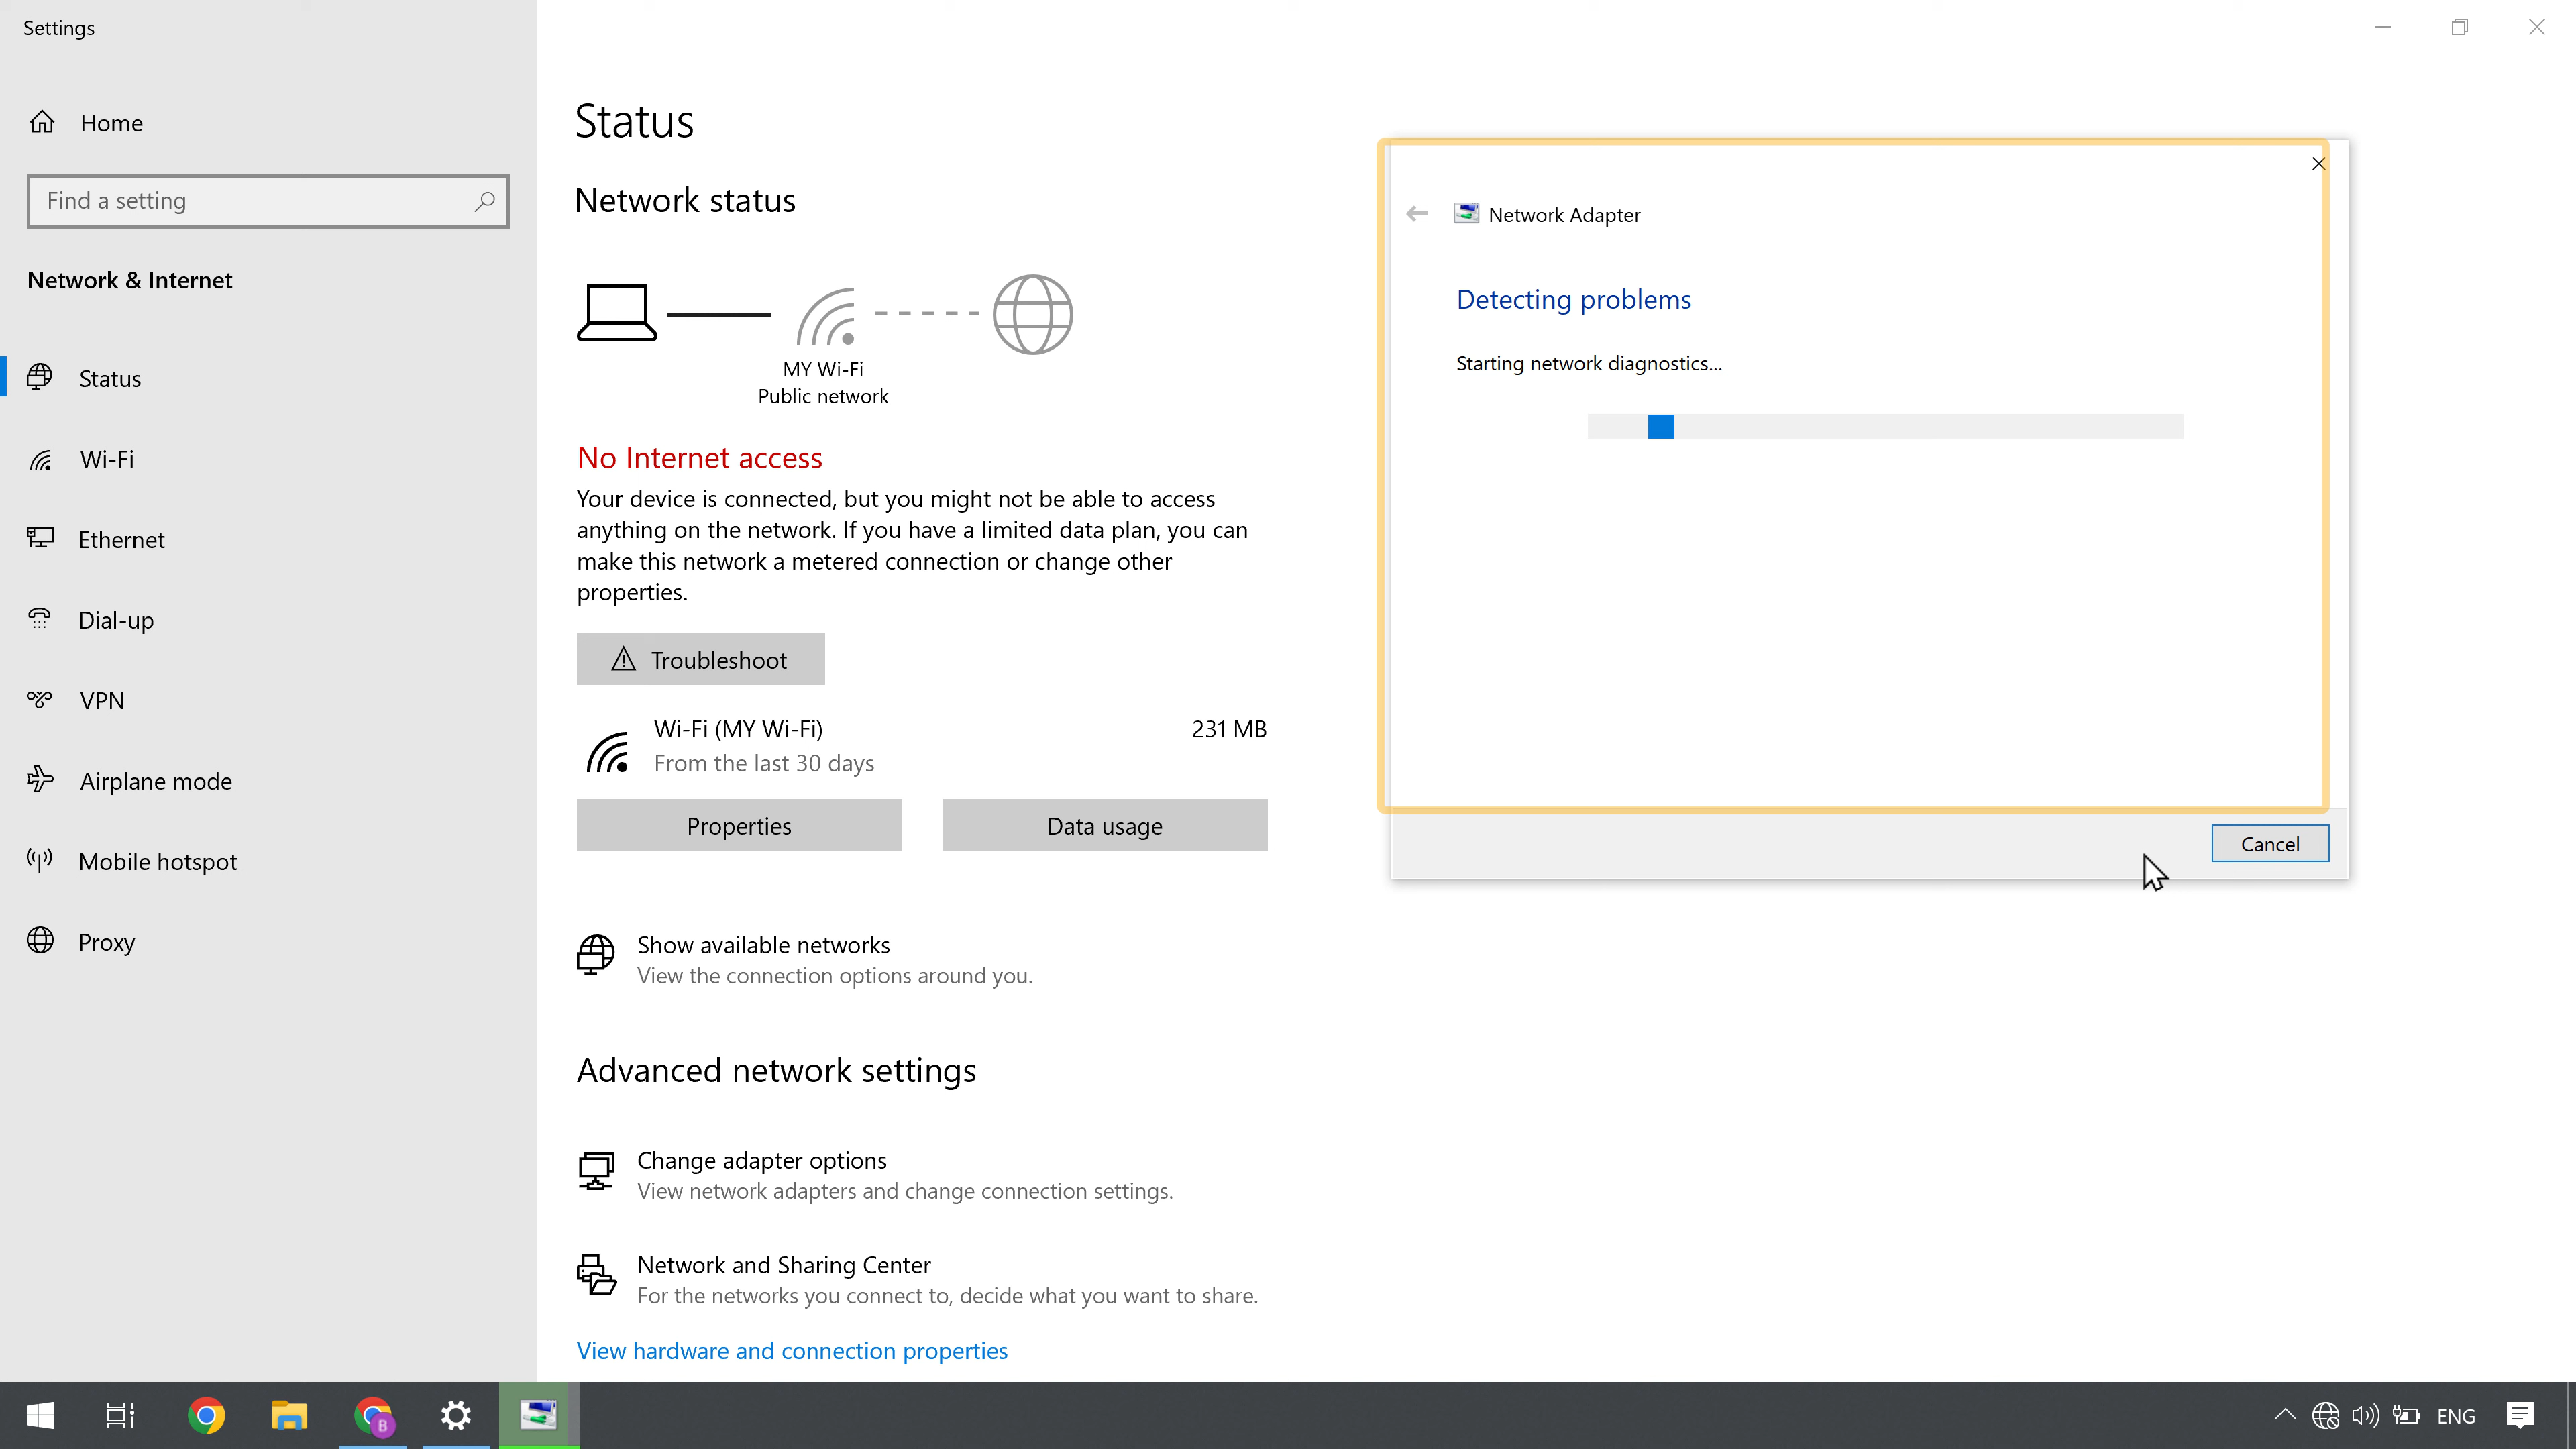 Settings
Home
Find a setting
Network & Internet
Status
Wi-Fi
Ethernet
Dial-up
VPN
Airplane mode
Mobile hotspot
Proxy
Status
Network status
MY Wi-Fi
Public network
No Internet access
Your device is connected, but you might not be able to access
anything on the network. If you have a limited data plan, you can
make this network a metered connection or change other
properties.
Troubleshoot
Wi-Fi (MY Wi-Fi)
231 MB
From the last 30 days
Properties
Data usage
Show available networks
View the connection options around you.
Advanced network settings
Change adapter options
View network adapters and change connection settings.
Network and Sharing Center
For the networks you connect to, decide what you want to share.
View hardware and connection properties
Network Adapter
Detecting problems
Starting network diagnostics...
Cancel
B
ENG